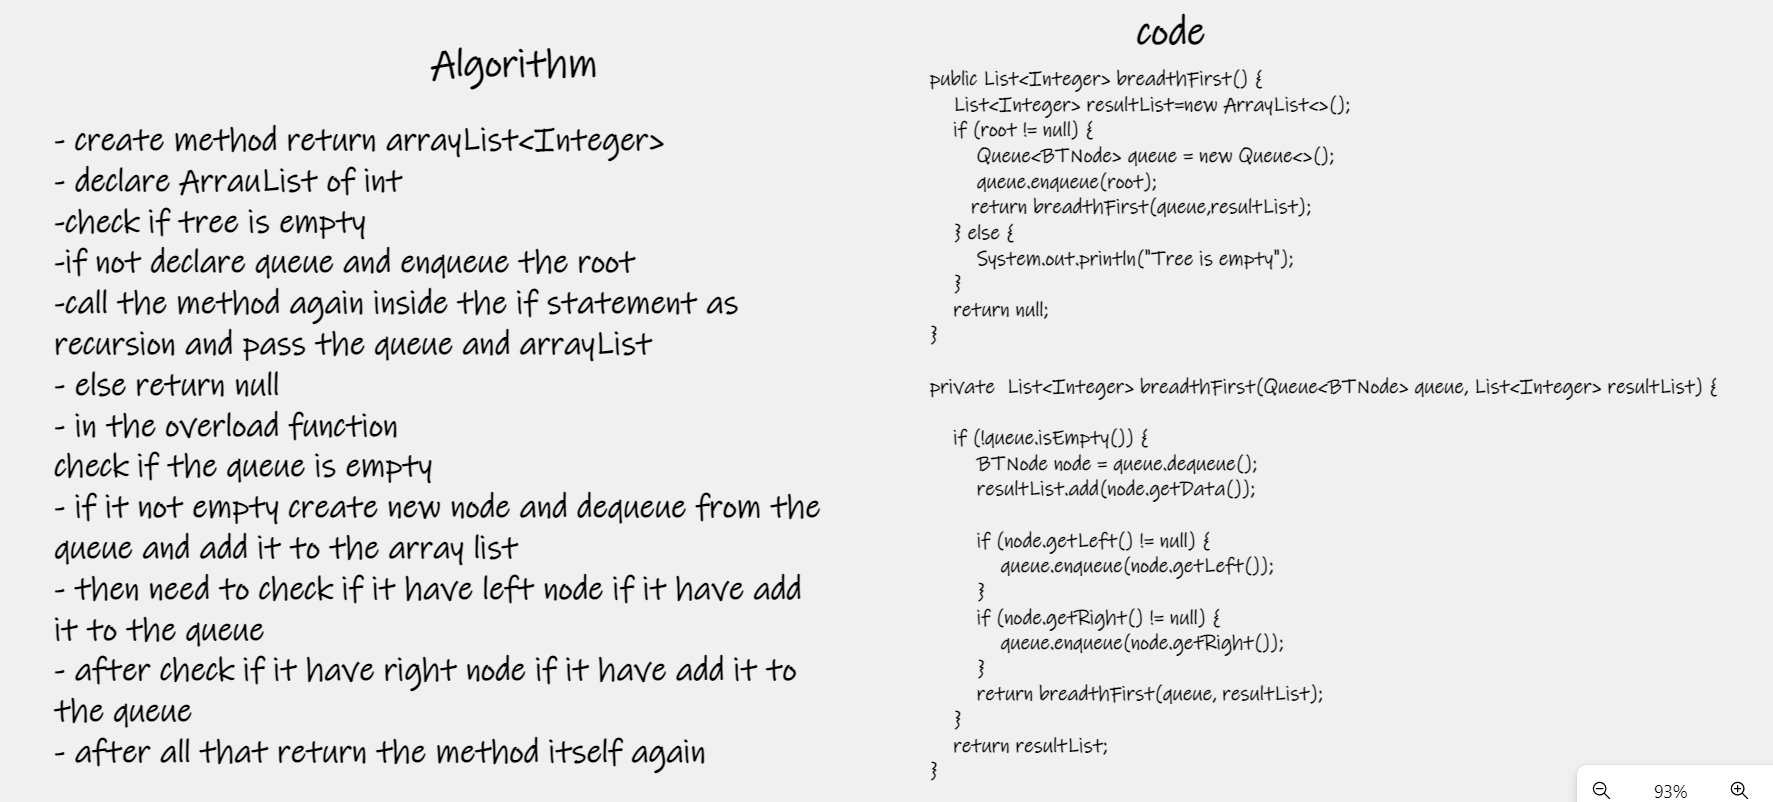 Algorithm
- create method return arrayList<Integer>
- declare ArrauList of int
-check if tree is empty
-if not declare queue and enqueue the root
-call the method again inside the if statement as
recursion and pass the queue and arrayList
- else return null
- in the overload function
check if the queue is empty
- if it not empty create new node and dequeue from the
queue and add it to the array list
- then need to check if it have left node if it have add
it to the queue
- after check if it have right node if it have add it to
the queue
- after all that return the method itself again
code
public List<Integer> breadthFirst() {
List<Integer> resultList=new ArrayList<>();
if (root != null) {
Queue<BTNode> queue = new Queue<>();
queue.enqueue(root);
return breadthFirst(queue,resultList);
} else {
System.out.println("Tree is empty");
}
return null;
}
private List<Integer> breadthFirst(Queue<BTNode> queue, List<Integer> resultList) {
if (!queue.isEmpty()) {
BTNode node = queue.dequeue();
resultList.add(node.getData());
if (node.getLeft() != null) {
queue.enqueue(node.getLeft());
}
if (node.getRight() != null) {
queue.enqueue(node.getRight());
}
return breadthFirst(queue, resultList);
}
return resultList;
}
93%